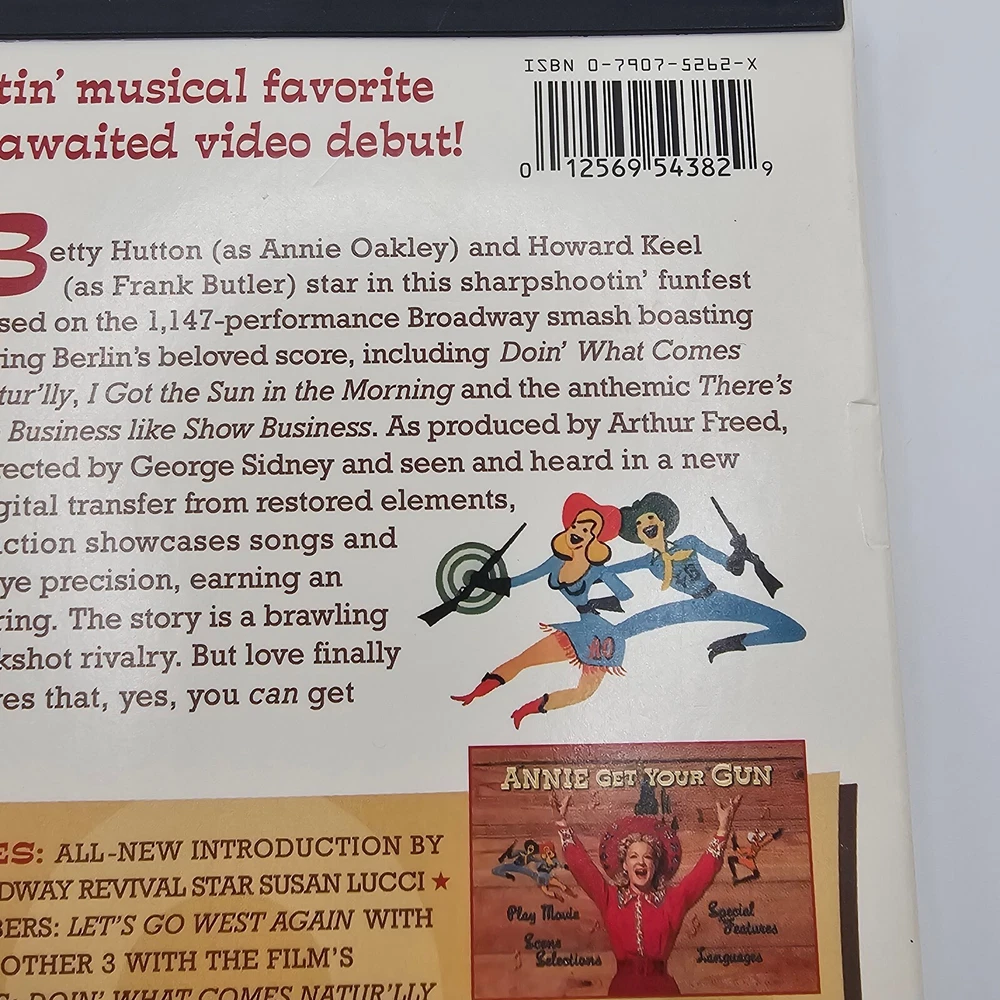 tin' musical favorite
awaited video debut!
ISBN 0-7907-5262-X
0 12569 54382 9
Betty Hutton (as Annie Oakley) and Howard Keel
(as Frank Butler) star in this sharpshootin' funfest
sed on the 1,147-performance Broadway smash boasting
ing Berlin's beloved score, including Doin' What Comes
tur'lly, I Got the Sun in the Morning and the anthemic There's
Business like Show Business. As produced by Arthur Freed,
rected by George Sidney and seen and heard in a new
gital transfer from restored elements,
ction showcases songs and
ye precision, earning an
ring. The story is a brawling
kshot rivalry. But love finally
es that, yes, you can get
ANNIE GET YOUR GUN
Play Movie
Scene Selections
Special Features
Languages
ES: ALL-NEW INTRODUCTION BY
DWAY REVIVAL STAR SUSAN LUCCI ★
BERS: LET'S GO WEST AGAIN WITH
OTHER 3 WITH THE FILM'S
S: DOIN' WHAT COMES NATUR'LLY